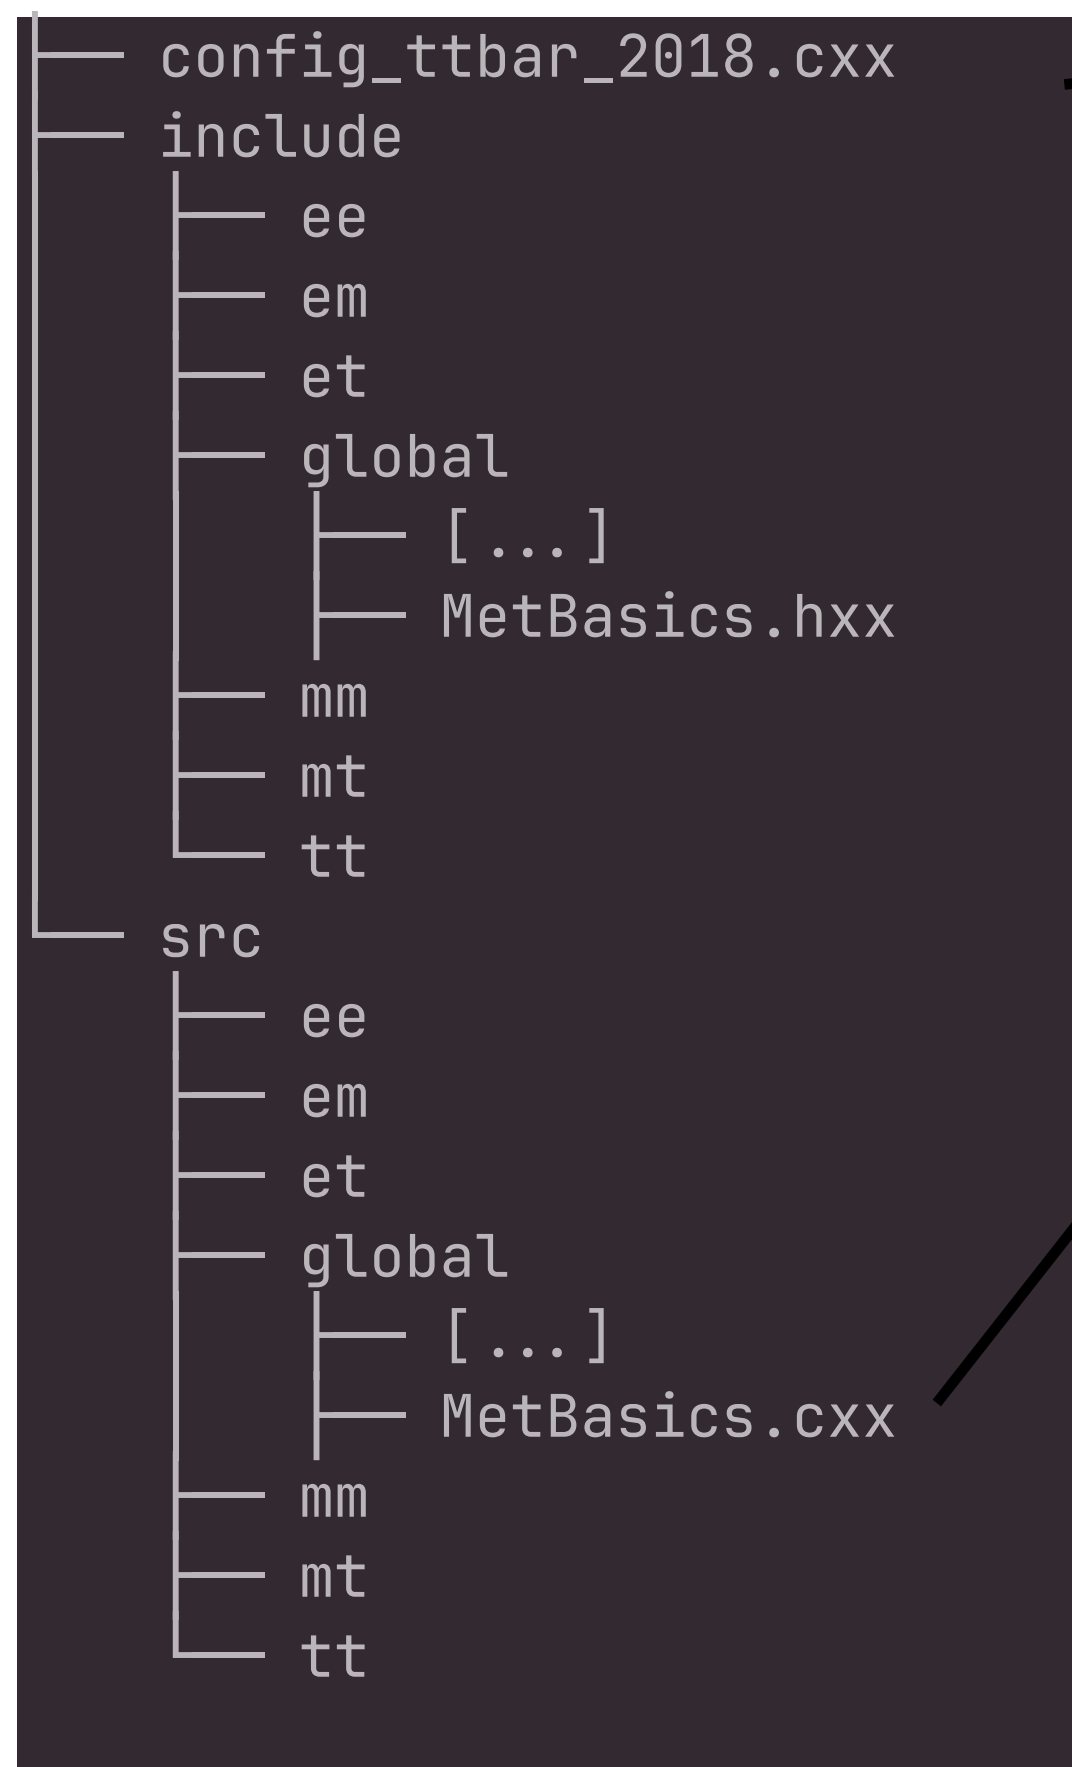 config_ttbar_2018.cxx
include
ee
em
et
global
[...]
MetBasics.hxx
mm
mt
tt
src
ee
em
et
global
[...]
MetBasics.cxx
mm
mt
tt